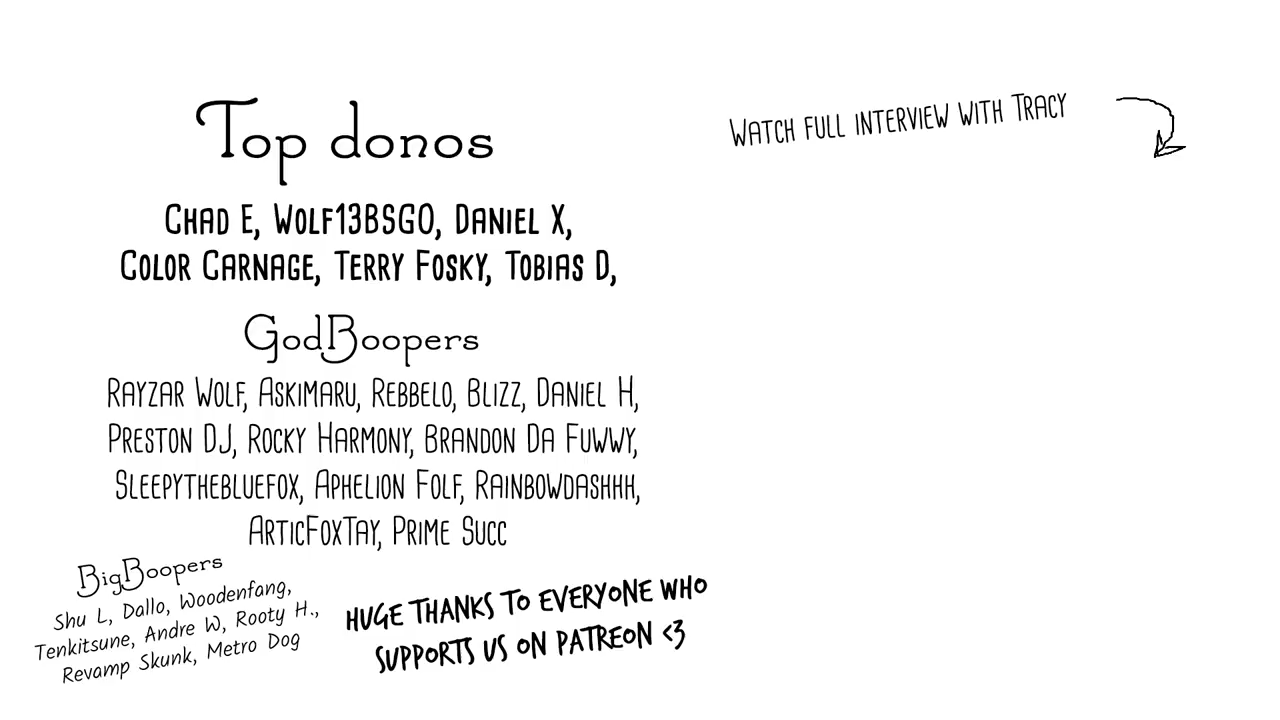 Top donos
Chad E, Wolf13BSGO, Daniel X,
Color Carnage, Terry Fosky, Tobias D,
GodBoopers
Rayzar Wolf, Askimaru, Rebbelo, Blizz, Daniel H,
Preston DJ, Rocky Harmony, Brandon Da Fuwwy,
Sleepythebluefox, Aphelion Folf, Rainbowdashhh,
ArticFoxTay, Prime Succ
BigBoopers
Shu L, Dallo, Woodenfang,
Tenkitsune, Andre W, Rooty H.,
Revamp Skunk, Metro Dog
HUGE THANKS TO EVERYONE WHO
SUPPORTS US ON PATREON <3
Watch full interview with Tracy